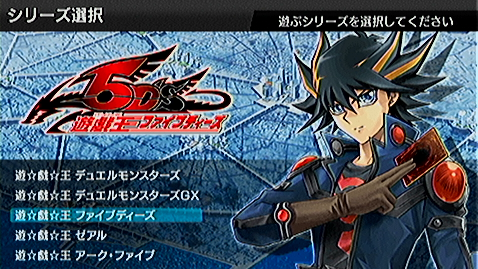 シリーズ選択
遊ぶシリーズを選択してください
5D's
遊戯王ファイブディーズ
遊☆戯☆王 デュエルモンスターズ
遊☆戯☆王 デュエルモンスターズGX
遊☆戯☆王 ファイブディーズ
遊☆戯☆王 ゼアル
遊☆戯☆王 アーク・ファイブ